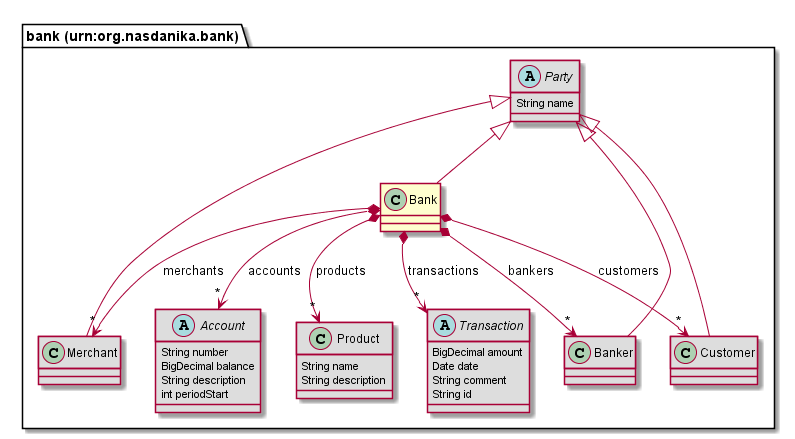 bank (urn:org.nasdanika.bank)
A Party
String name
C Bank
merchants
accounts
products
transactions
bankers
customers
*
*
*
*
*
*
C Merchant
A Account
String number
BigDecimal balance
String description
int periodStart
C Product
String name
String description
A Transaction
BigDecimal amount
Date date
String comment
String id
C Banker
C Customer